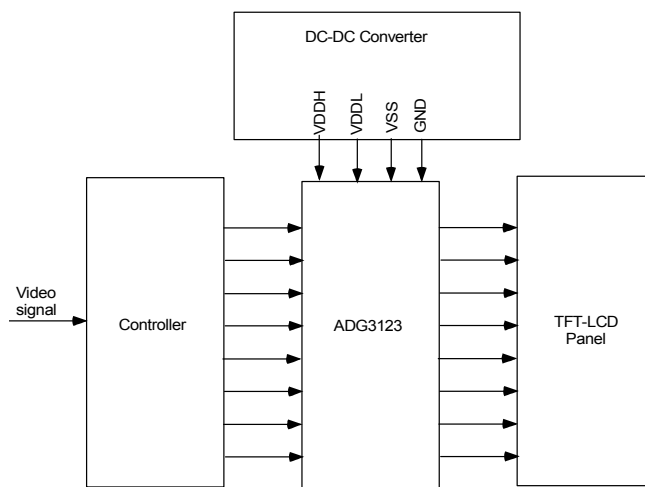 DC-DC Converter
VDDH
VDDL
VSS
GND
Video
signal
Controller
ADG3123
TFT-LCD
Panel